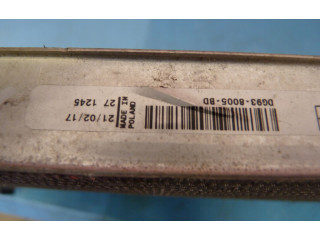 DG93-8005-BD
MADE IN
POLAND
21/02/17
27 1245